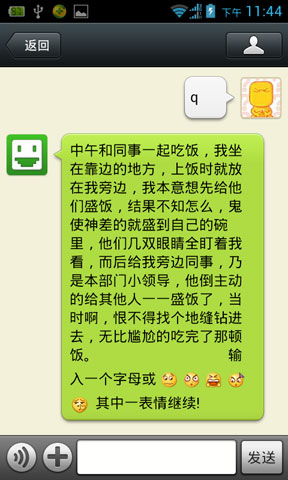 下午 11:44
返回
q
中午和同事一起吃饭，我坐
在靠边的地方，上饭时就放
在我旁边，我本意想先给他
们盛饭，结果不知怎么，鬼
使神差的就盛到自己的碗
里，他们几双眼睛全盯着我
看，而后给我旁边同事，乃
是本部门小领导，他倒主动
的给其他人一一盛饭了，当
时啊，恨不得找个地缝钻进
去，无比尴尬的吃完了那顿
饭。 输
入一个字母或
其中一表情继续!
发送